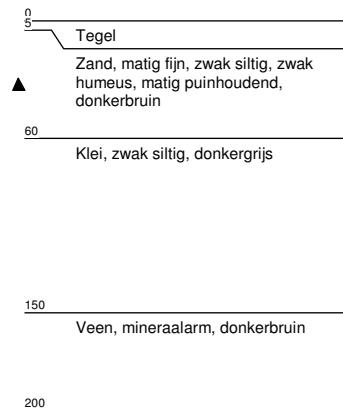 0
5
Tegel
Zand, matig fijn, zwak siltig, zwak
humeus, matig puinhoudend,
donkerbruin
60
Klei, zwak siltig, donkergrijs
150
Veen, mineraalarm, donkerbruin
200